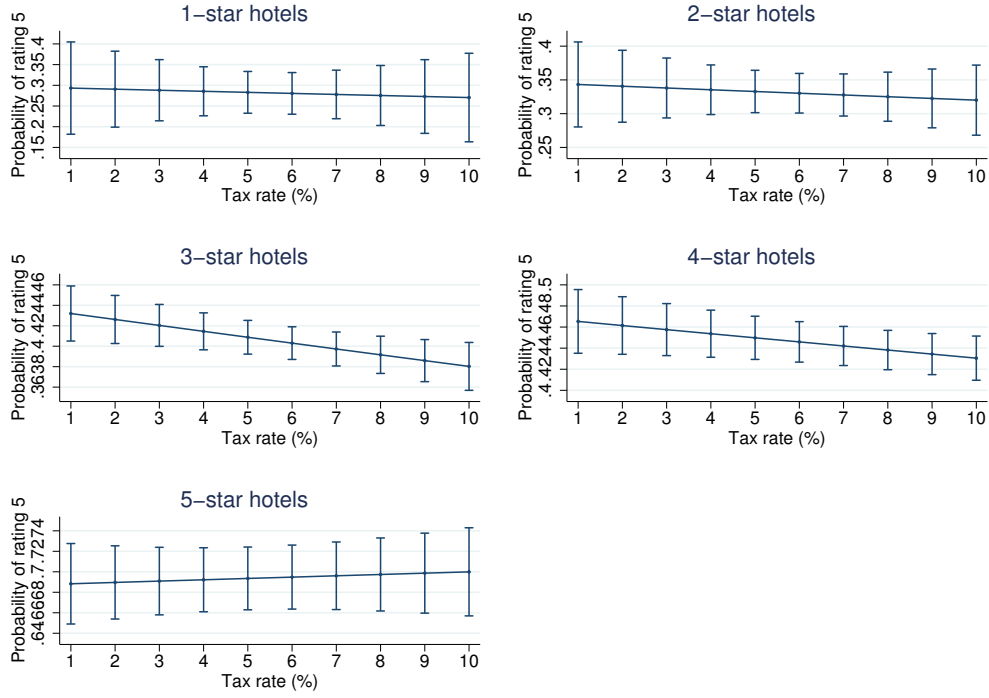 1−star hotels
Probability of rating 5
.15.2.25.3.35.4
1 2 3 4 5 6 7 8 9 10
Tax rate (%)
2−star hotels
Probability of rating 5
.25 .3 .35 .4
1 2 3 4 5 6 7 8 9 10
Tax rate (%)
3−star hotels
Probability of rating 5
.3638.4.424446
1 2 3 4 5 6 7 8 9 10
Tax rate (%)
4−star hotels
Probability of rating 5
.4.424446.48.5
1 2 3 4 5 6 7 8 9 10
Tax rate (%)
5−star hotels
Probability of rating 5
.646668.7.7274
1 2 3 4 5 6 7 8 9 10
Tax rate (%)